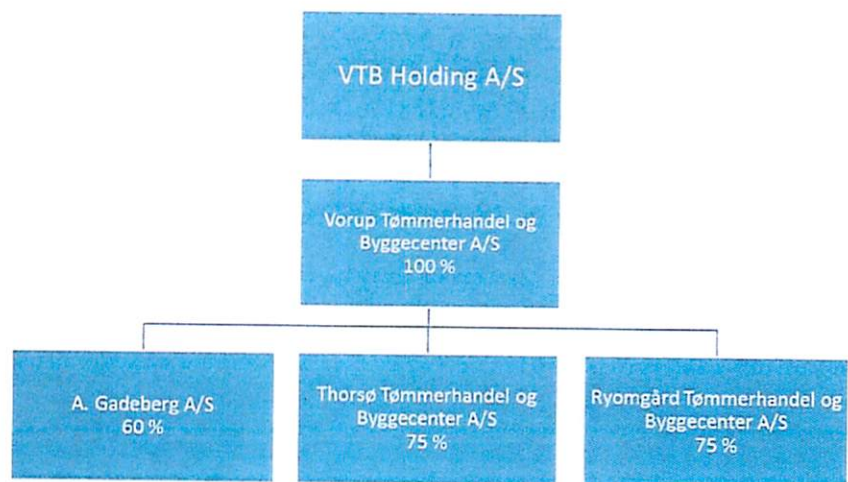 VTB Holding A/S
Vorup Tømmerhandel og
Byggecenter A/S
100 %
A. Gadeberg A/S
60 %
Thorsø Tømmerhandel og
Byggecenter A/S
75 %
Ryomgård Tømmerhandel og
Byggecenter A/S
75 %